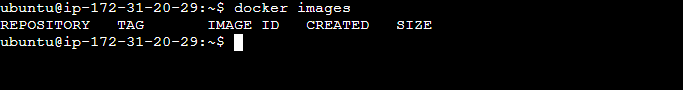 ubuntu@ip-172-31-20-29:~$ docker images
REPOSITORY   TAG       IMAGE ID   CREATED   SIZE
ubuntu@ip-172-31-20-29:~$